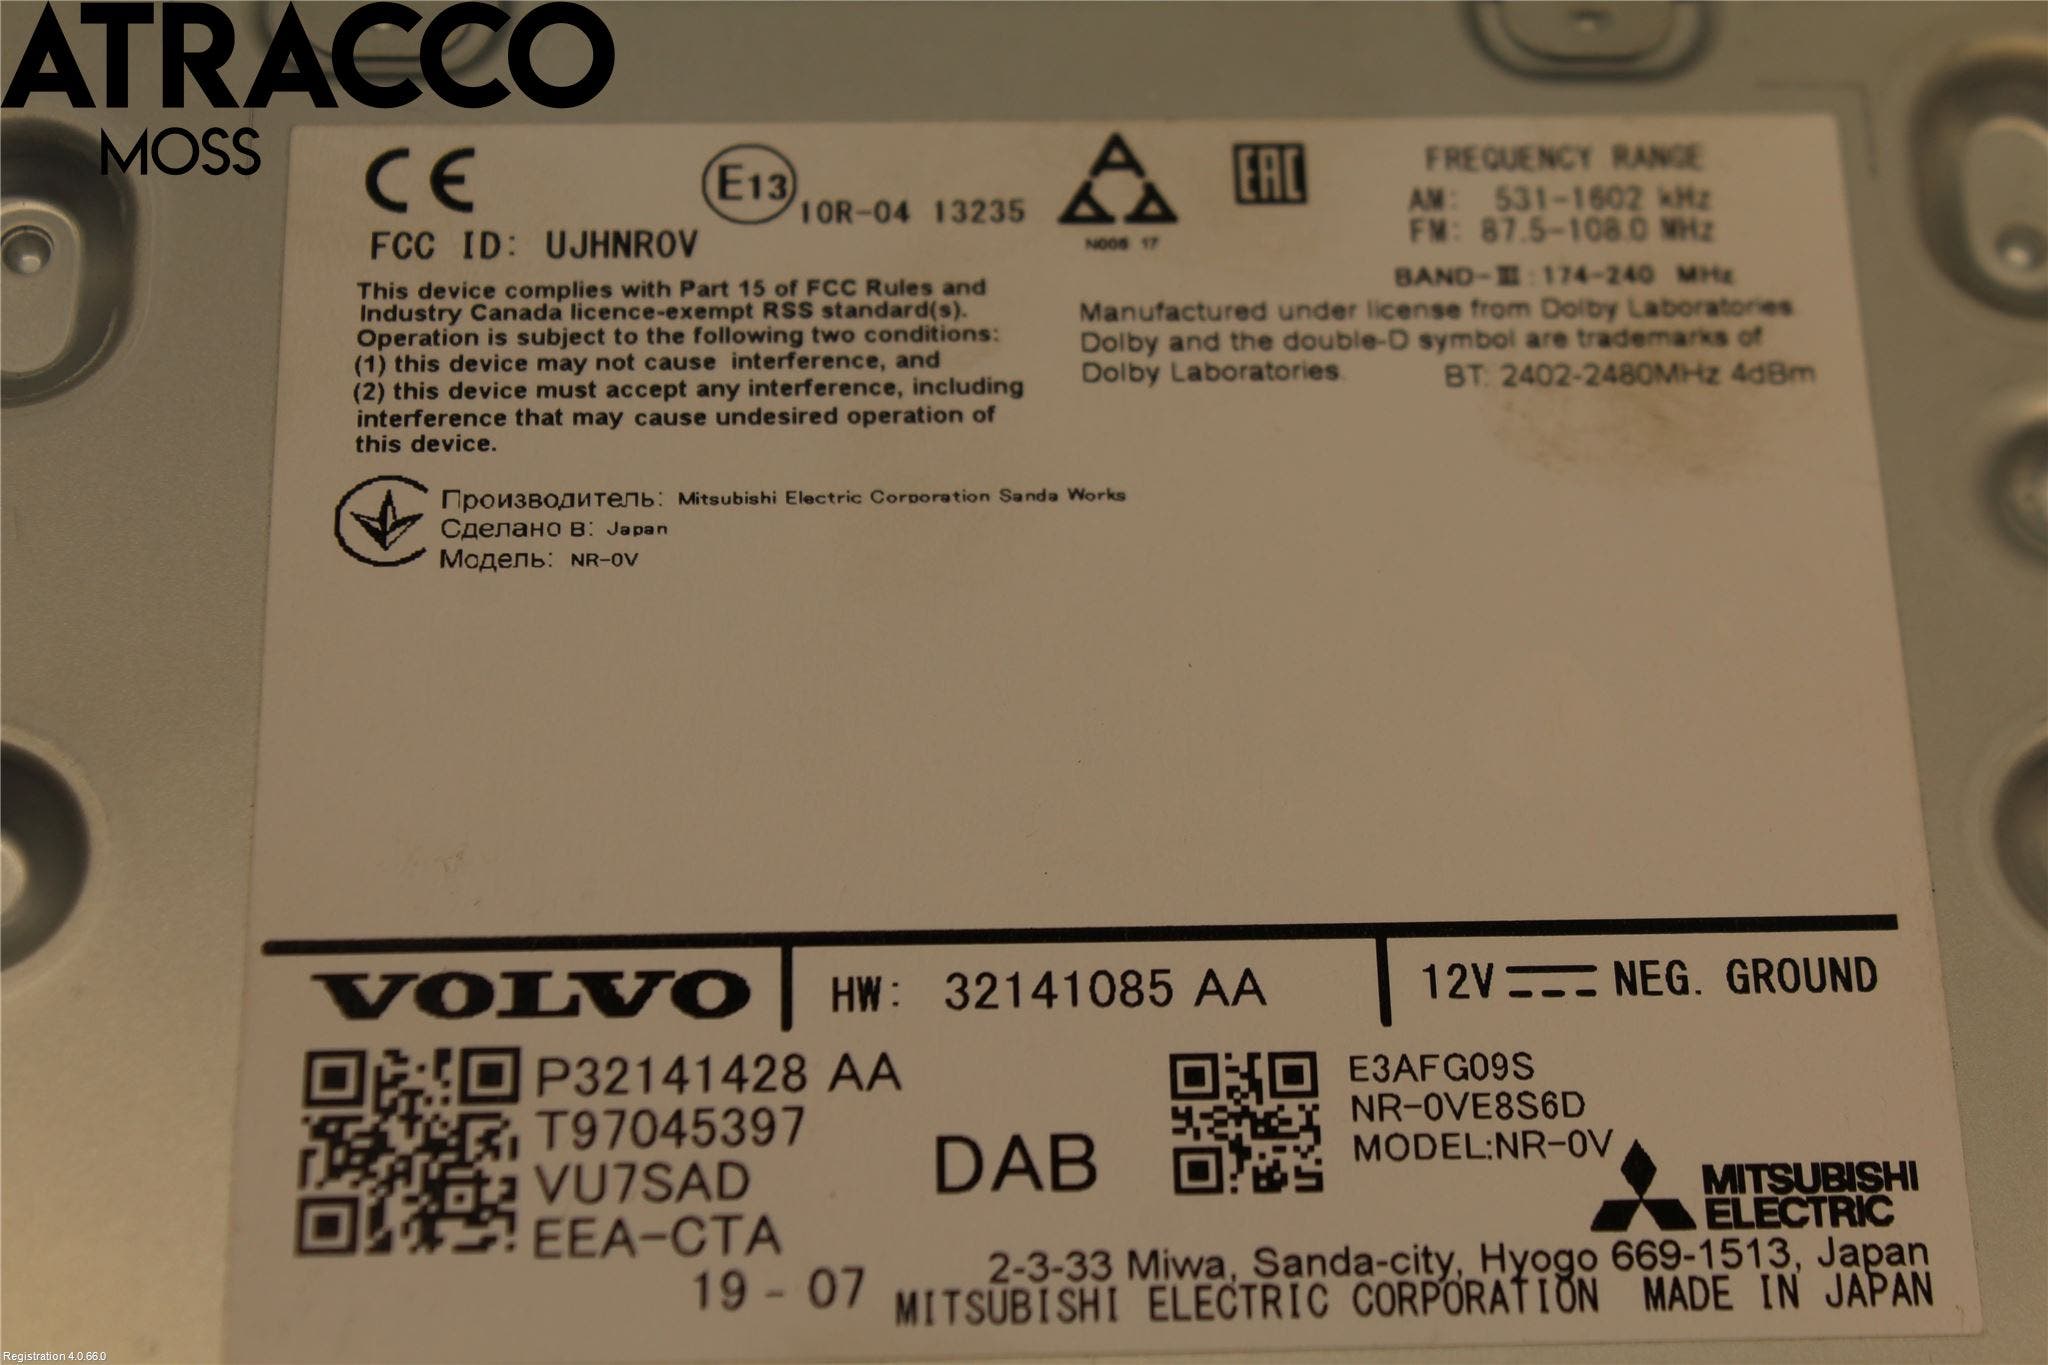 ATRACCO
MOSS
CE
E13 10R-04 13235
N006 17
EAC
FCC ID: UJHNR0V
This device complies with Part 15 of FCC Rules and
Industry Canada licence-exempt RSS standard(s).
Operation is subject to the following two conditions:
(1) this device may not cause interference, and
(2) this device must accept any interference, including
interference that may cause undesired operation of
this device.
FREQUENCY RANGE
AM: 531-1602 kHz
FM: 87.5-108.0 MHz
BAND-III: 174-240 MHz
Manufactured under license from Dolby Laboratories.
Dolby and the double-D symbol are trademarks of
Dolby Laboratories.
BT: 2402-2480MHz 4dBm
Производитель: Mitsubishi Electric Corporation Sanda Works
Сделано в: Japan
Модель: NR-0V
VOLVO
HW: 32141085 AA
12V NEG. GROUND
P32141428 AA
T97045397
VU7SAD
EEA-CTA
19 - 07
DAB
E3AFG09S
NR-0VE8S6D
MODEL:NR-0V
MITSUBISHI
ELECTRIC
2-3-33 Miwa, Sanda-city, Hyogo 669-1513, Japan
MITSUBISHI ELECTRIC CORPORATION MADE IN JAPAN
Registration 4.0.66.0